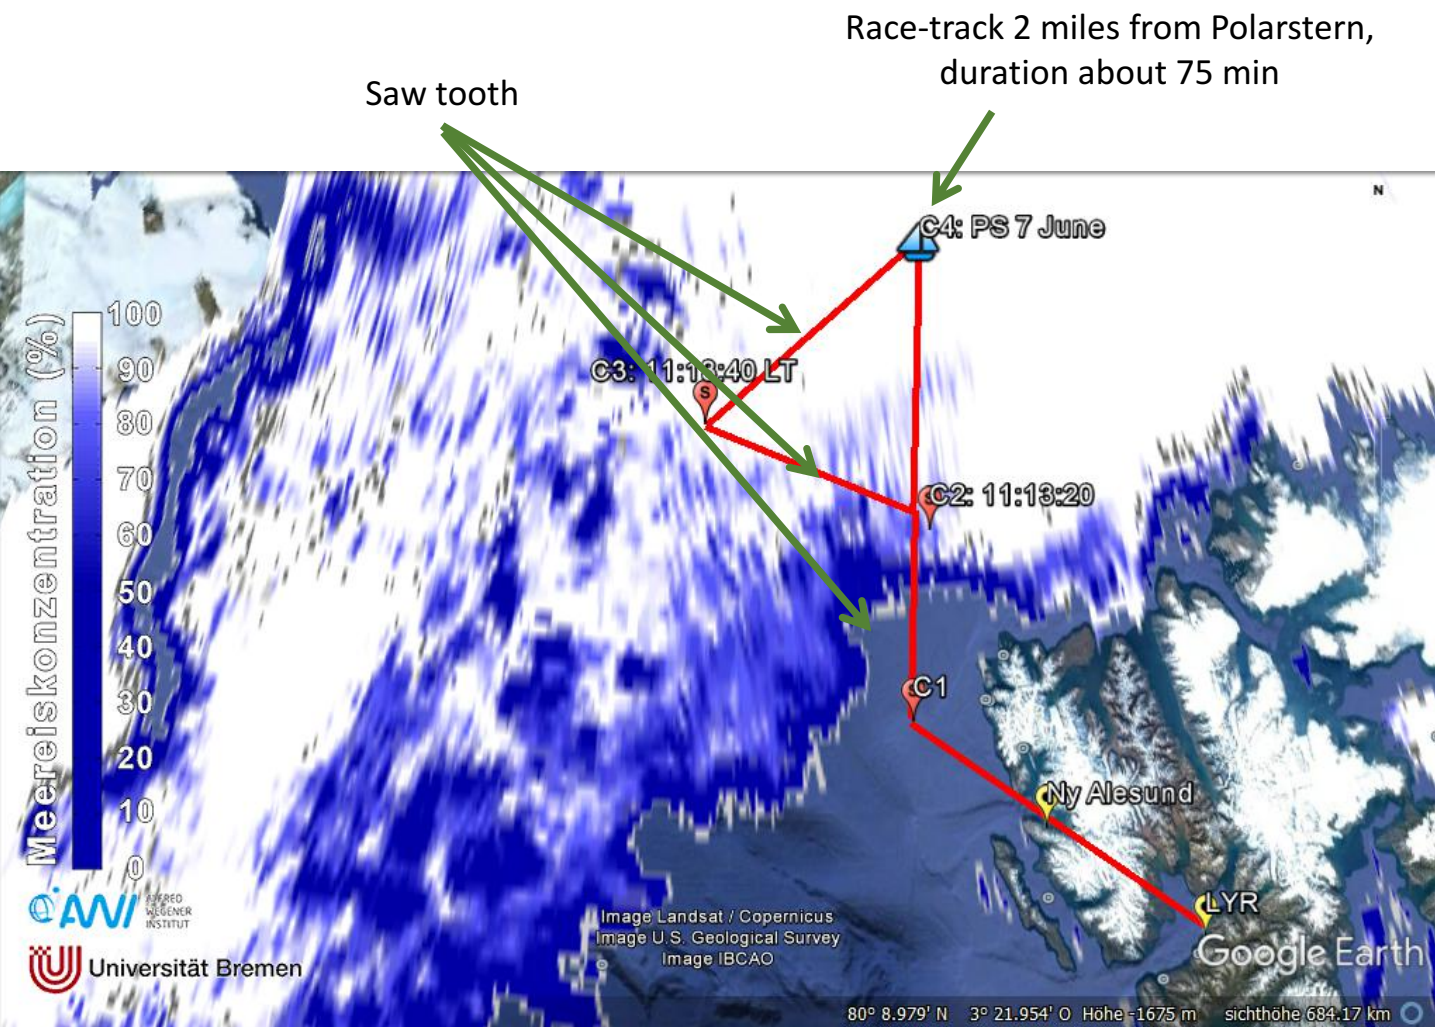 Race-track 2 miles from Polarstern,
duration about 75 min
Saw tooth
N
C4: PS 7 June
Meereiskonzentration (%)
100
90
80
70
60
50
40
30
20
10
0
C3: 11:13:40 LT
S
C2: 11:13:20
C1
Ny Alesund
LYR
AWI
ALFRED
WEGENER
INSTITUT
Universität Bremen
Image Landsat / Copernicus
Image U.S. Geological Survey
Image IBCAO
Google Earth
80° 8.979' N 3° 21.954' O Höhe -1675 m sichthöhe 684.17 km